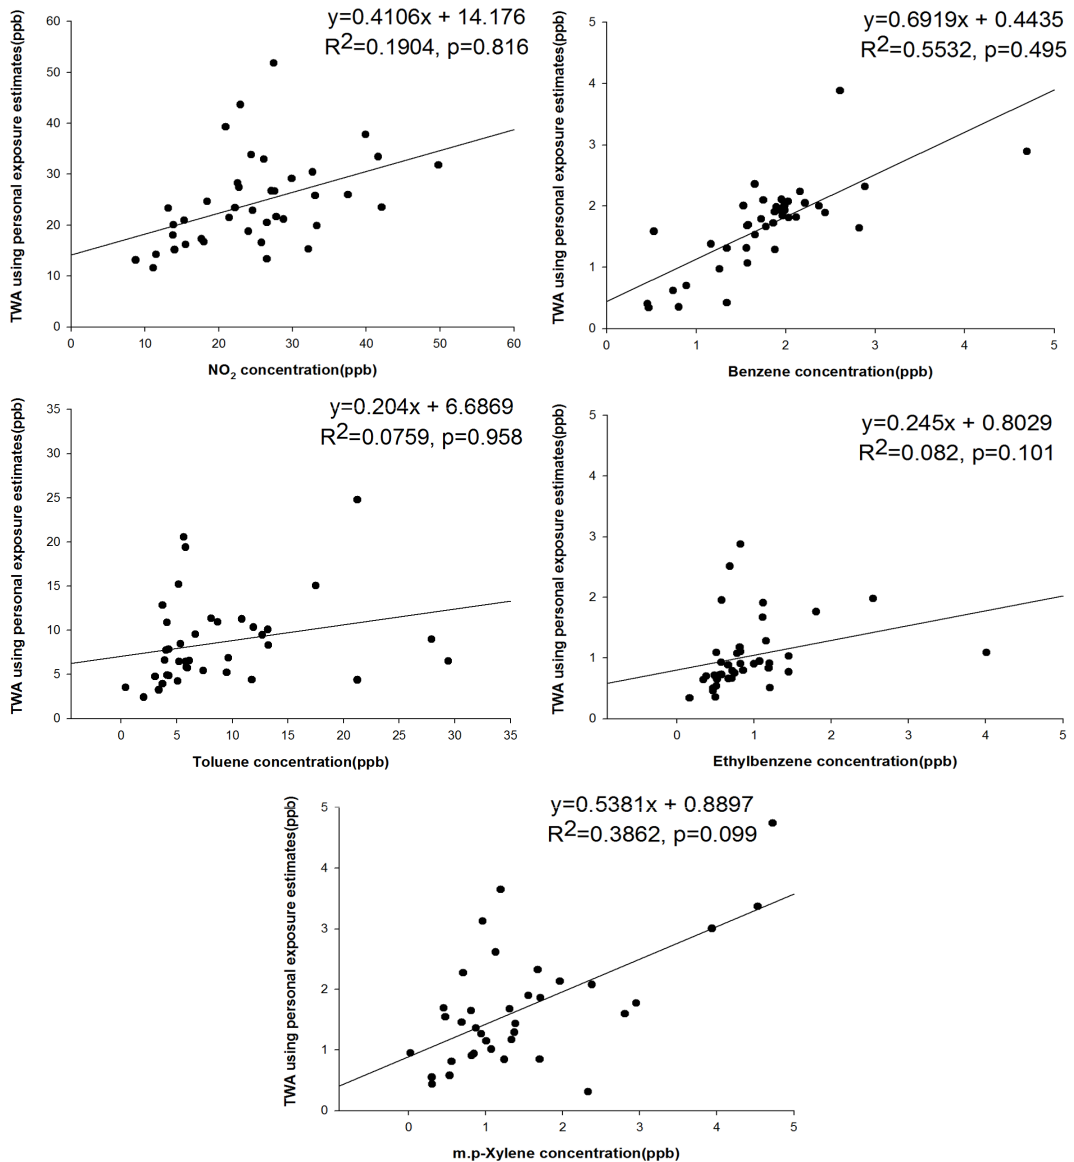 y=0.4106x + 14.176
R2=0.1904, p=0.816
TWA using personal exposure estimates(ppb)
60
50
40
30
20
10
0
0 10 20 30 40 50 60
NO2 concentration(ppb)
y=0.6919x + 0.4435
R2=0.5532, p=0.495
TWA using personal exposure estimates(ppb)
5
4
3
2
1
0
0 1 2 3 4 5
Benzene concentration(ppb)
y=0.204x + 6.6869
R2=0.0759, p=0.958
TWA using personal exposure estimates(ppb)
35
30
25
20
15
10
5
0
0 5 10 15 20 25 30 35
Toluene concentration(ppb)
y=0.245x + 0.8029
R2=0.082, p=0.101
TWA using personal exposure estimates(ppb)
5
4
3
2
1
0
0 1 2 3 4 5
Ethylbenzene concentration(ppb)
y=0.5381x + 0.8897
R2=0.3862, p=0.099
TWA using personal exposure estimates(ppb)
5
4
3
2
1
0
0 1 2 3 4 5
m.p-Xylene concentration(ppb)